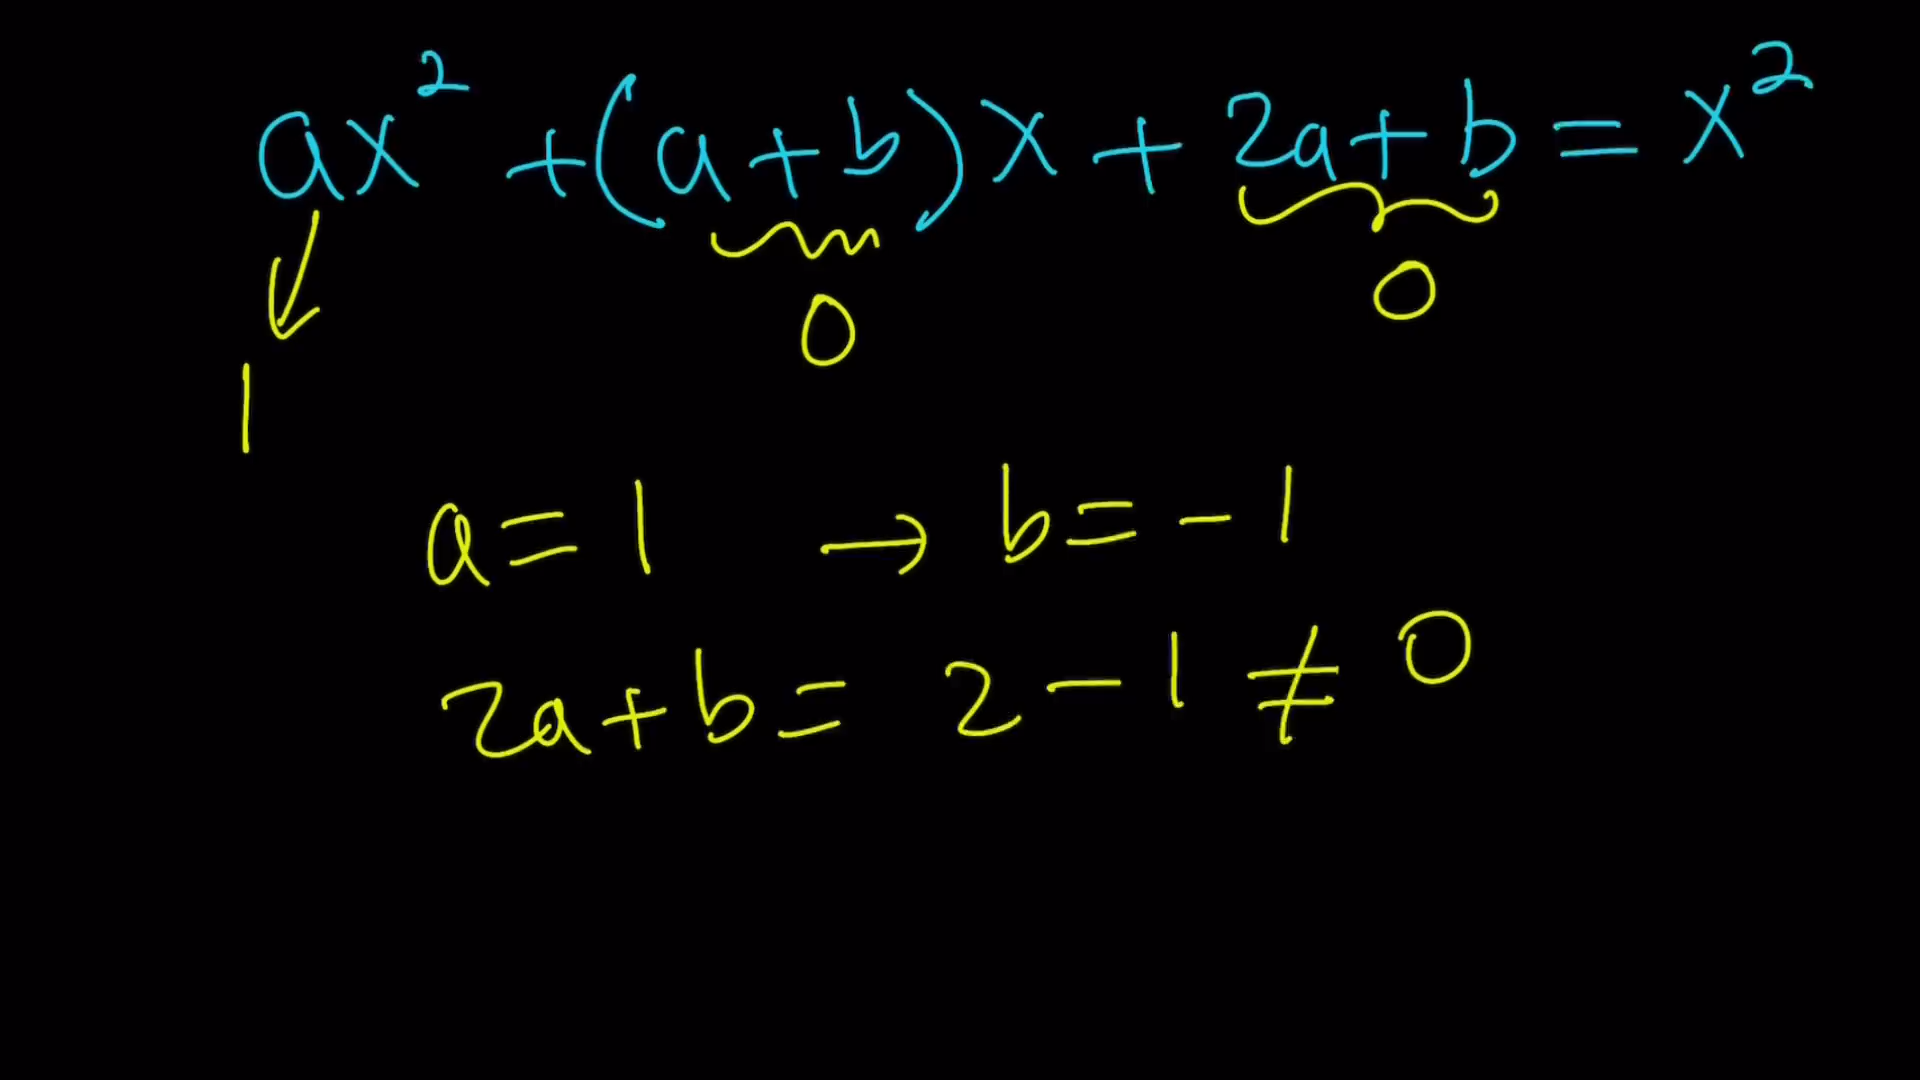 ax² + (a+b)x + 2a+b = x²
0
0
1
a = 1 → b = -1
2a+b = 2 - 1 ≠ 0